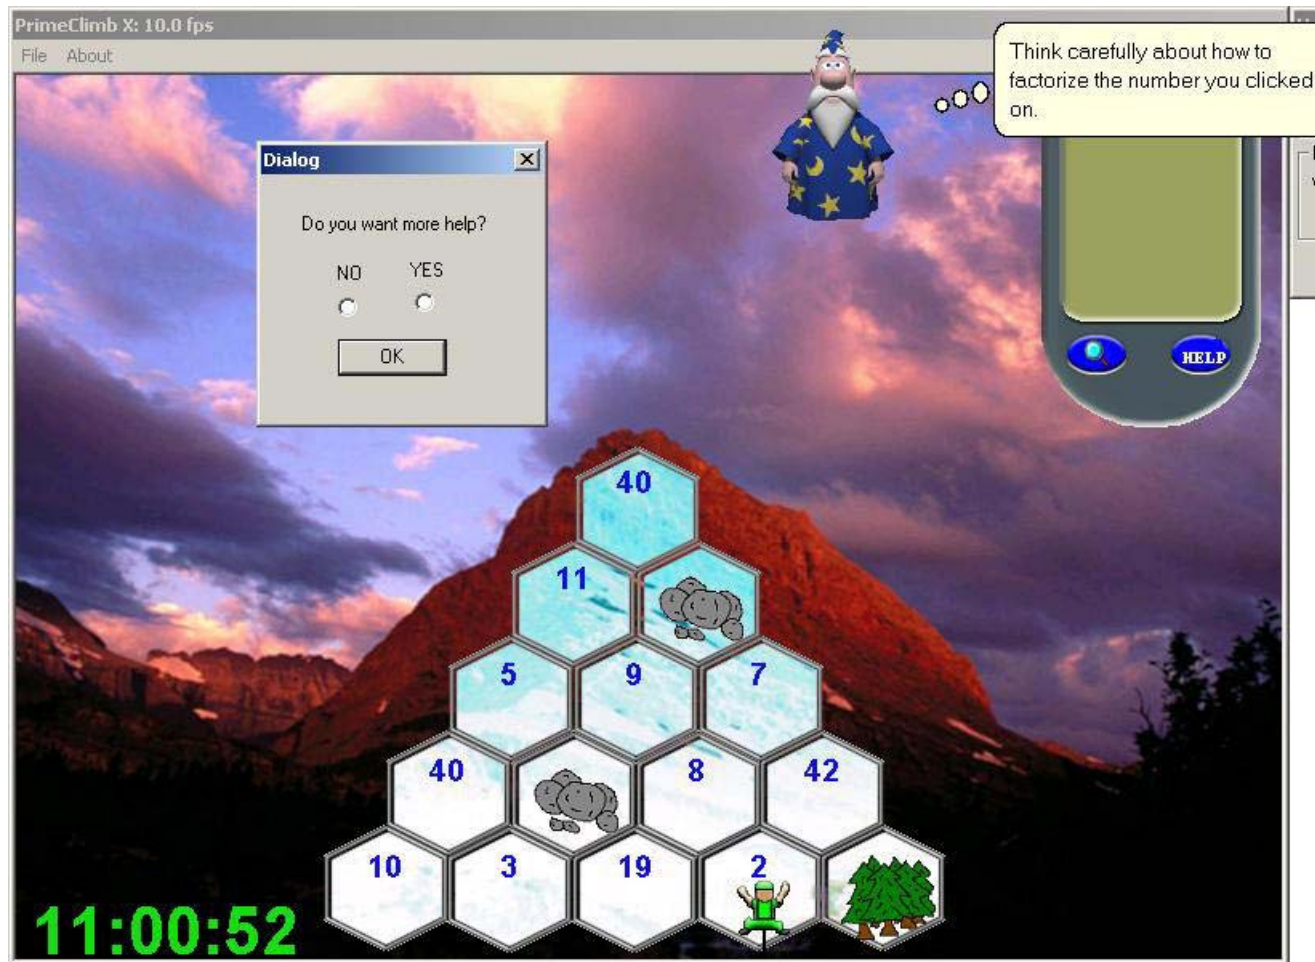 PrimeClimb X: 10.0 fps
File About
Think carefully about how to
factorize the number you clicked
on.
Dialog
Do you want more help?
NO YES
OK
HELP
40
11
5 9 7
40 8 42
10 3 19 2
11:00:52